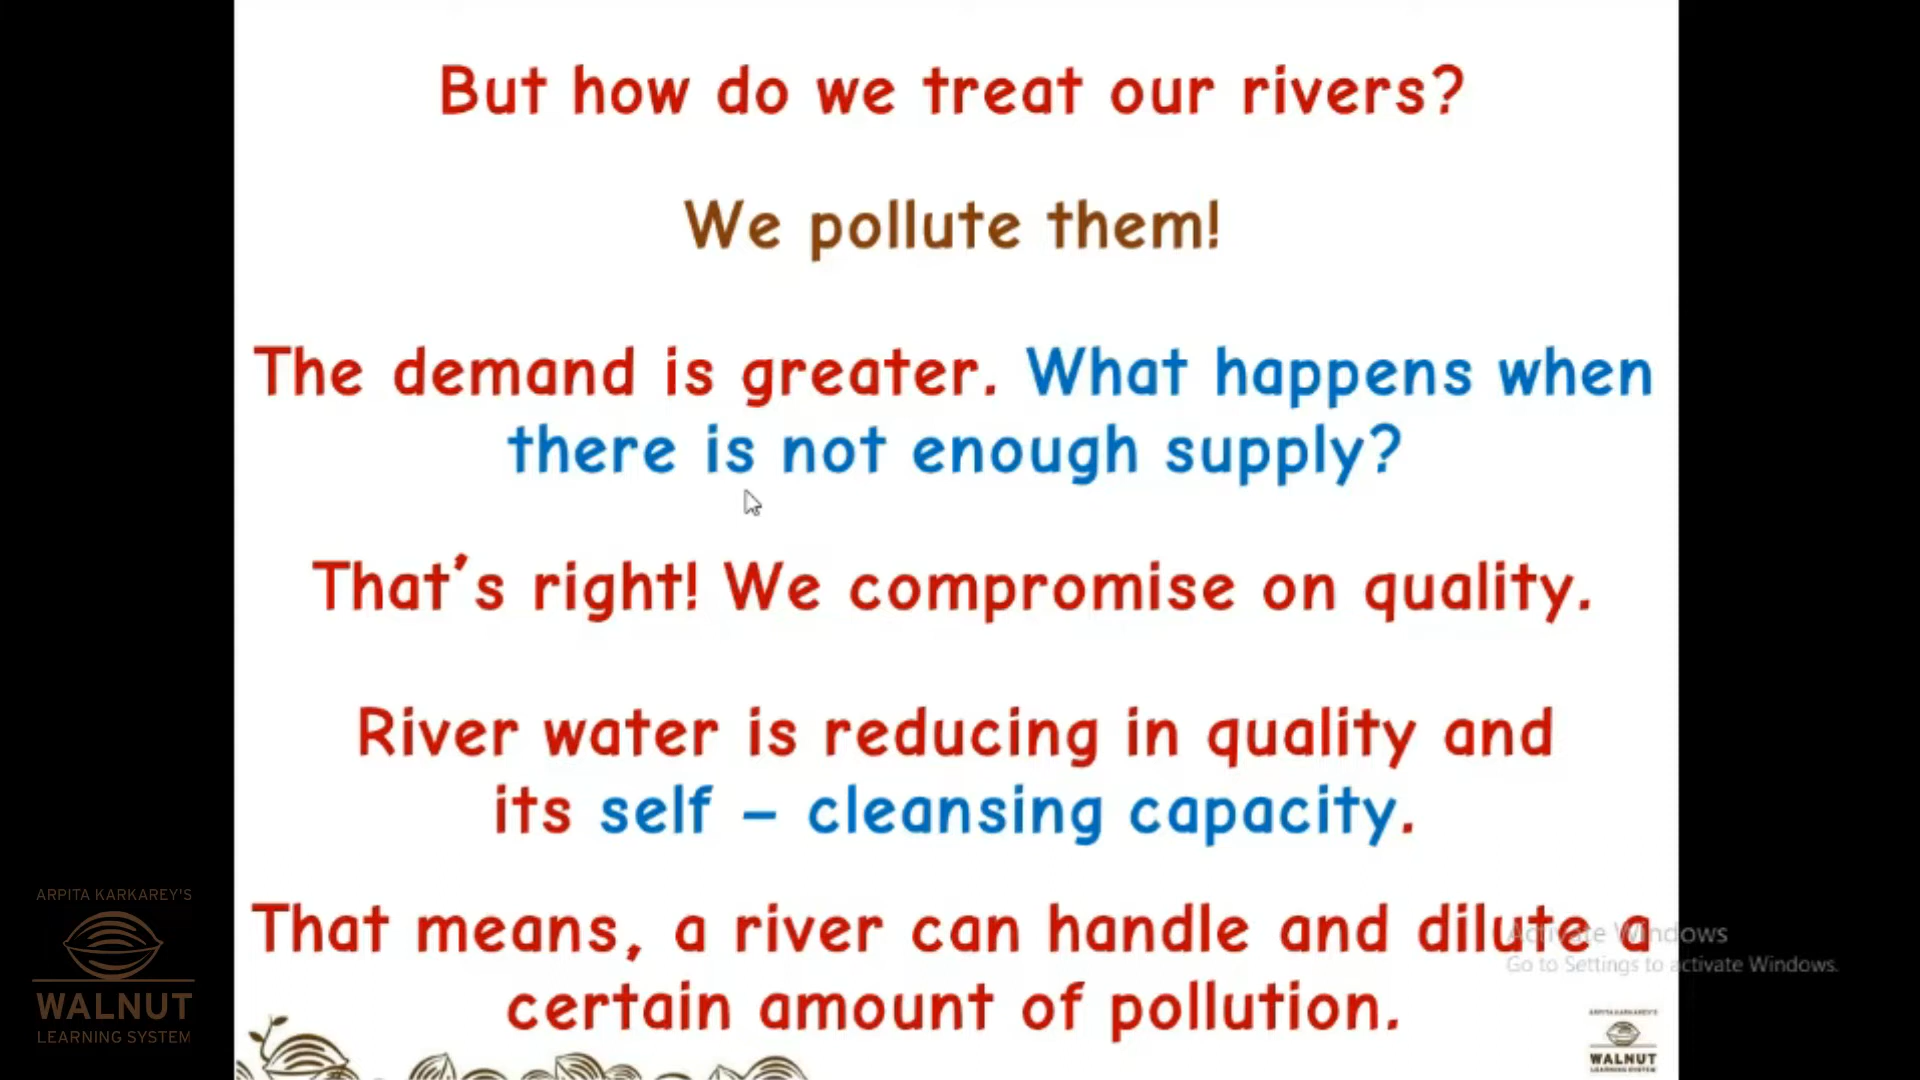 But how do we treat our rivers?
We pollute them!
The demand is greater. What happens when
there is not enough supply?
That's right! We compromise on quality.
River water is reducing in quality and
its self – cleansing capacity.
That means, a river can handle and dilute a
certain amount of pollution.
Activate Windows
Go to Settings to activate Windows.
ARPITA KARKAREY'S
WALNUT
LEARNING SYSTEM
ARPITA KARKAREY'S
WALNUT
LEARNING SYSTEM